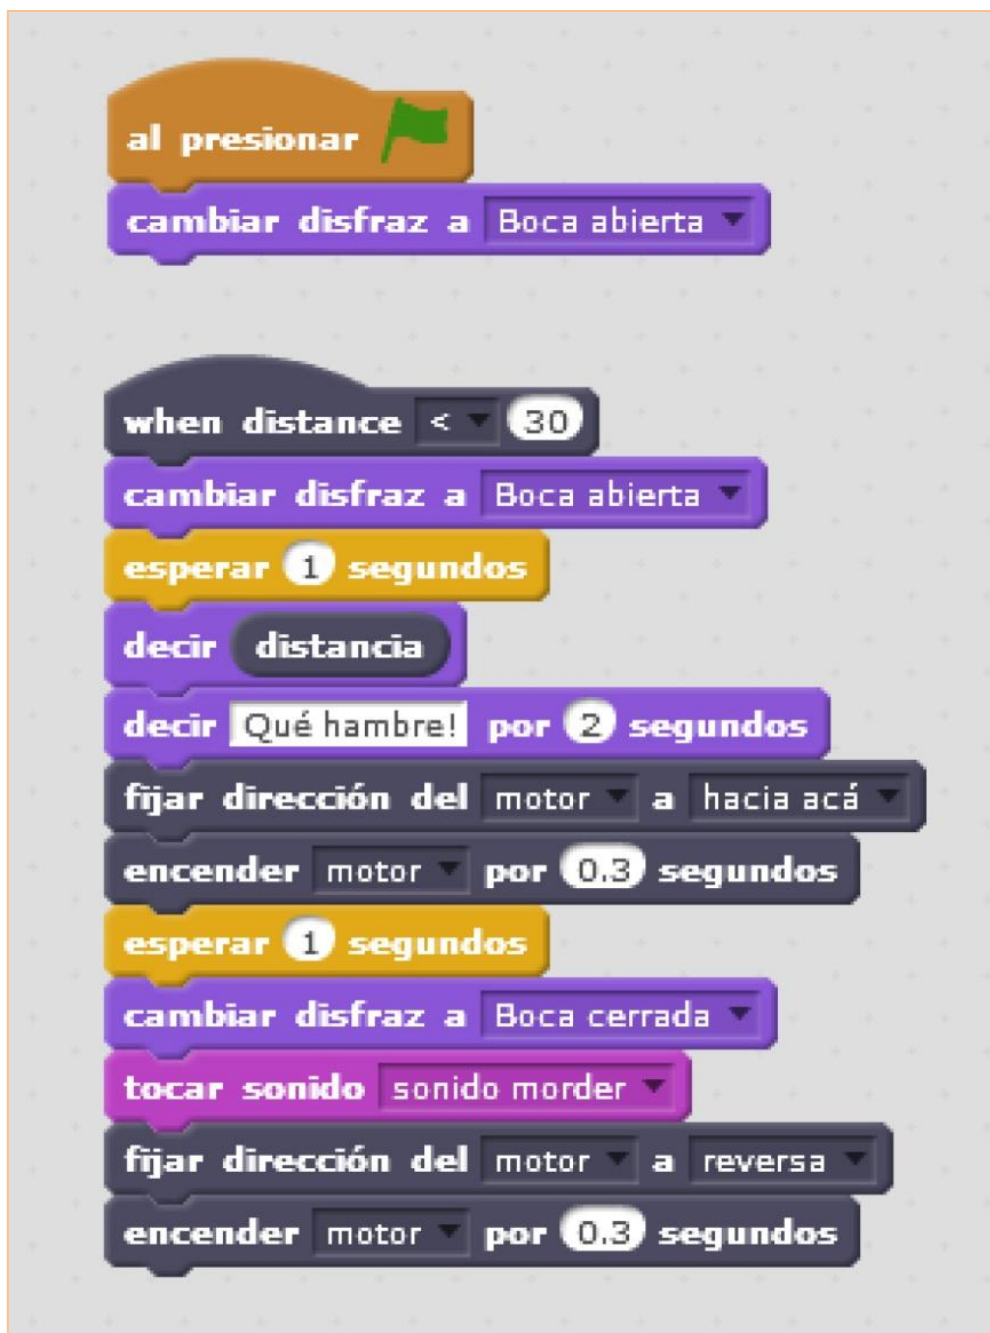 al presionar
cambiar disfraz a Boca abierta
when distance < 30
cambiar disfraz a Boca abierta
esperar 1 segundos
decir distancia
decir Qué hambre! por 2 segundos
fijar dirección del motor a hacia acá
encender motor por 0.3 segundos
esperar 1 segundos
cambiar disfraz a Boca cerrada
tocar sonido sonido morder
fijar dirección del motor a reversa
encender motor por 0.3 segundos